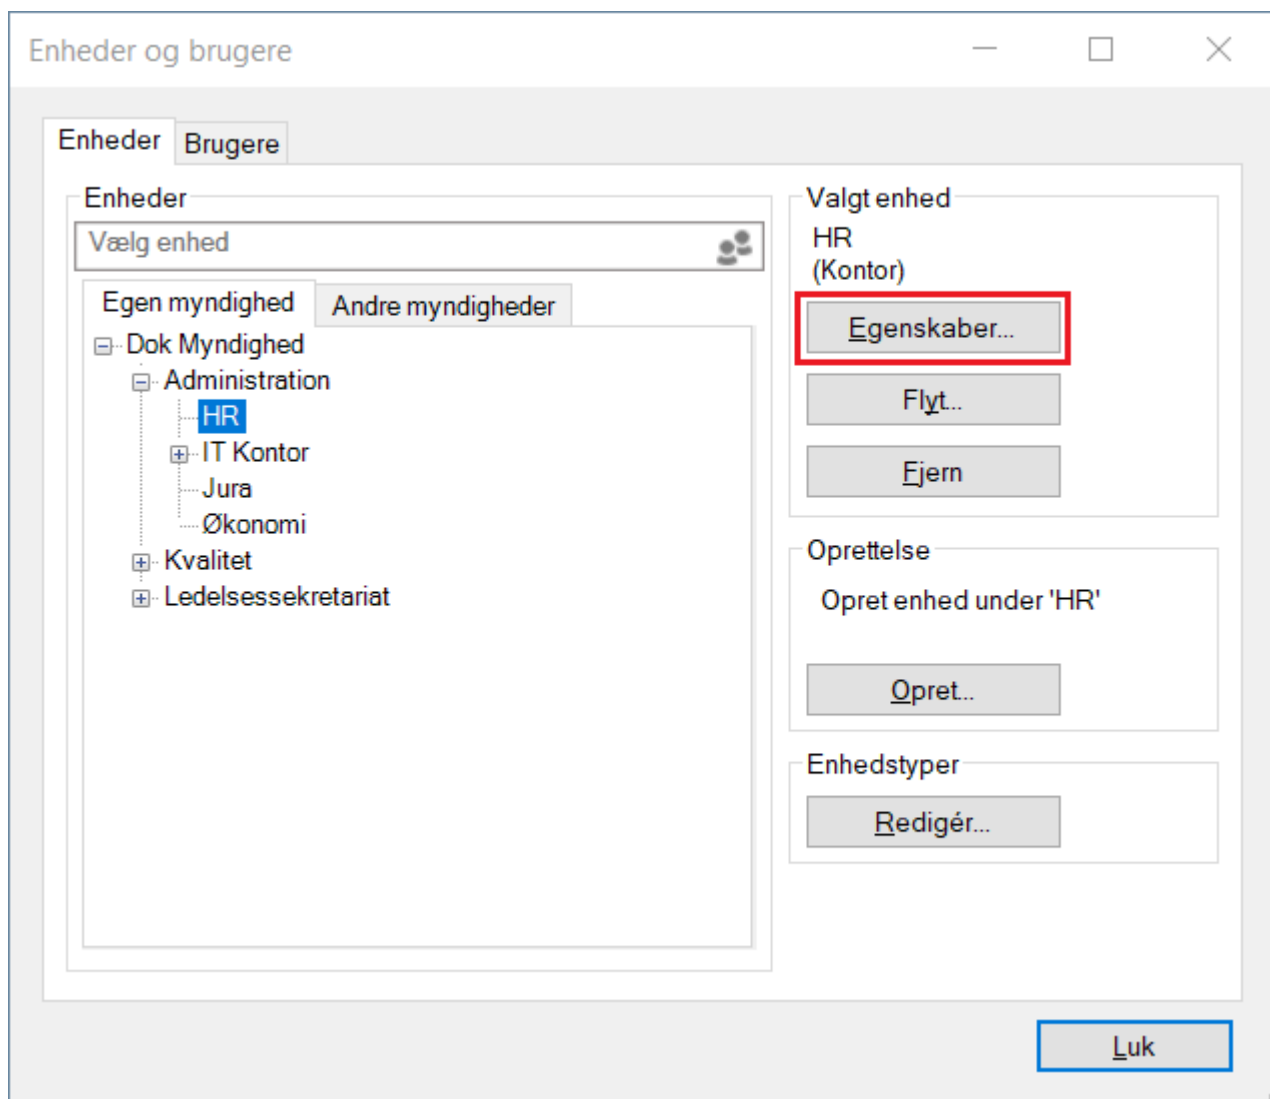 Enheder og brugere
Enheder
Brugere
Enheder
Vælg enhed
Egen myndighed
Andre myndigheder
Dok Myndighed
Administration
HR
IT Kontor
Jura
Økonomi
Kvalitet
Ledelsessekretariat
Valgt enhed
HR
(Kontor)
Egenskaber...
Flyt...
Fjern
Oprettelse
Opret enhed under 'HR'
Opret...
Enhedstyper
Redigér...
Luk